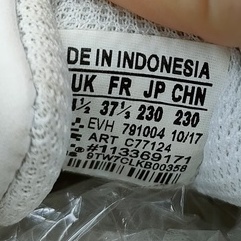 DE IN INDONESIA
UK FR JP CHN
½ 37⅓ 230 230
EVH 791004 10/17
ART C77124
#113369171
9TW7CLKB00358